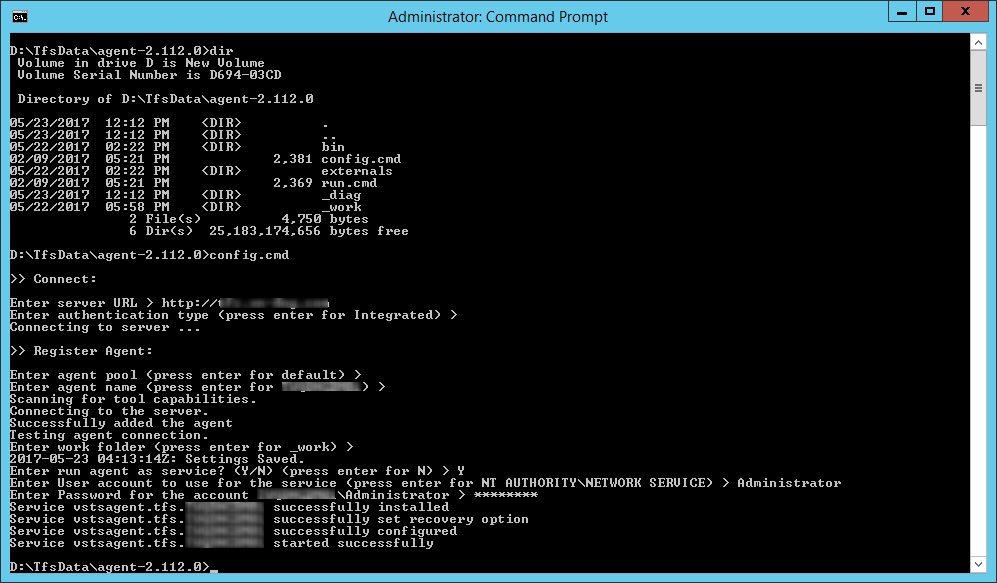 Administrator: Command Prompt
D:\TfsData\agent-2.112.0>dir
Volume in drive D is New Volume
Volume Serial Number is D694-03CD
Directory of D:\TfsData\agent-2.112.0
05/23/2017  12:12 PM    <DIR>          .
05/23/2017  12:12 PM    <DIR>          ..
05/22/2017  02:22 PM    <DIR>          bin
02/09/2017  05:21 PM             2,381 config.cmd
05/22/2017  02:22 PM    <DIR>          externals
02/09/2017  05:21 PM             2,369 run.cmd
05/23/2017  12:12 PM    <DIR>          _diag
05/22/2017  05:58 PM    <DIR>          _work
2 File(s)          4,750 bytes
6 Dir(s)  25,183,174,656 bytes free
D:\TfsData\agent-2.112.0>config.cmd
>> Connect:
Enter server URL > http://
Enter authentication type (press enter for Integrated) >
Connecting to server ...
>> Register Agent:
Enter agent pool (press enter for default) >
Enter agent name (press enter for ) >
Scanning for tool capabilities.
Connecting to the server.
Successfully added the agent
Testing agent connection.
Enter work folder (press enter for _work) >
2017-05-23 04:13:14Z: Settings Saved.
Enter run agent as service? (Y/N) (press enter for N) > Y
Enter User account to use for the service (press enter for NT AUTHORITY\NETWORK SERVICE) > Administrator
Enter Password for the account \Administrator > ********
Service vstsagent.tfs. successfully installed
Service vstsagent.tfs. successfully set recovery option
Service vstsagent.tfs. successfully configured
Service vstsagent.tfs. started successfully
D:\TfsData\agent-2.112.0>_